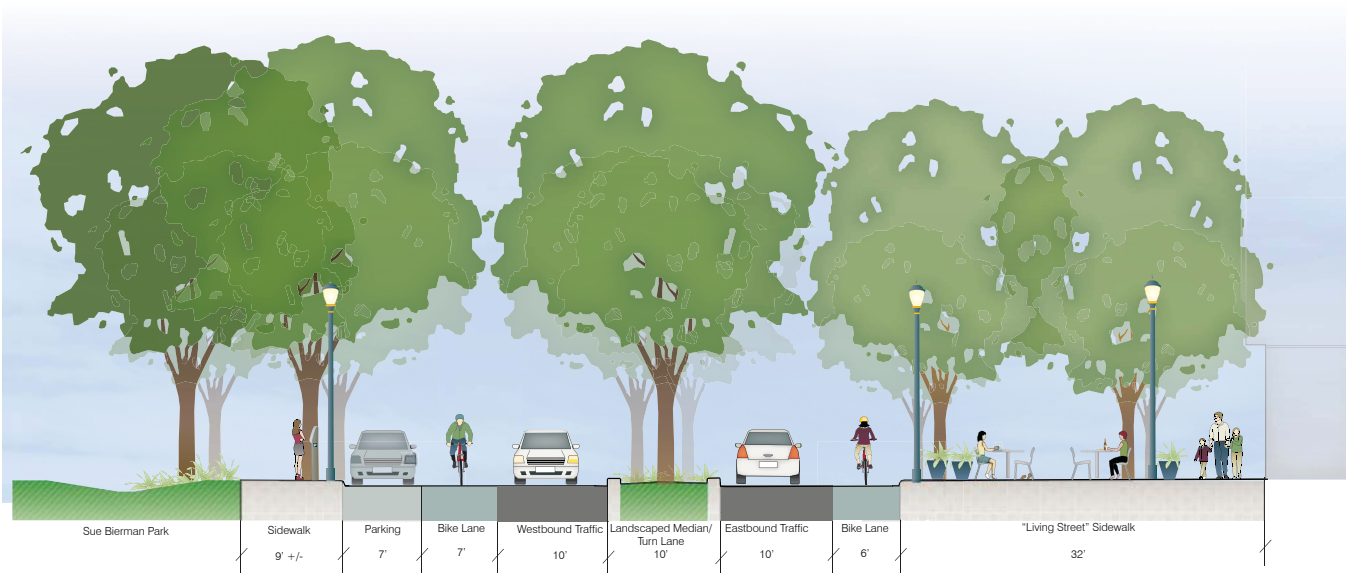 Sue Bierman Park
Sidewalk
9' +/-
Parking
7'
Bike Lane
7'
Westbound Traffic
10'
Landscaped Median/
Turn Lane
10'
Eastbound Traffic
10'
Bike Lane
6'
“Living Street” Sidewalk
32'